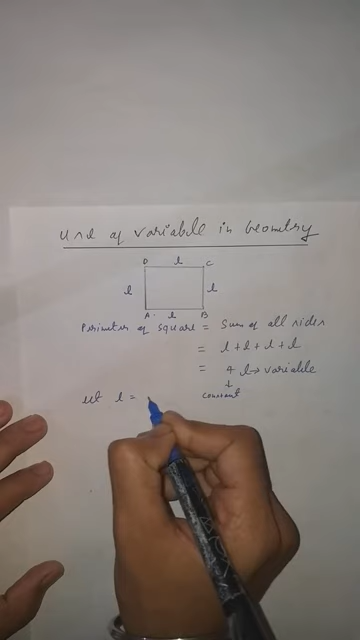 Use of variable in Geometry
D l C
l l
A l B
Perimeter of square = Sum of all sides
= l + l + l + l
= 4 l → variable
↓
let l = constant